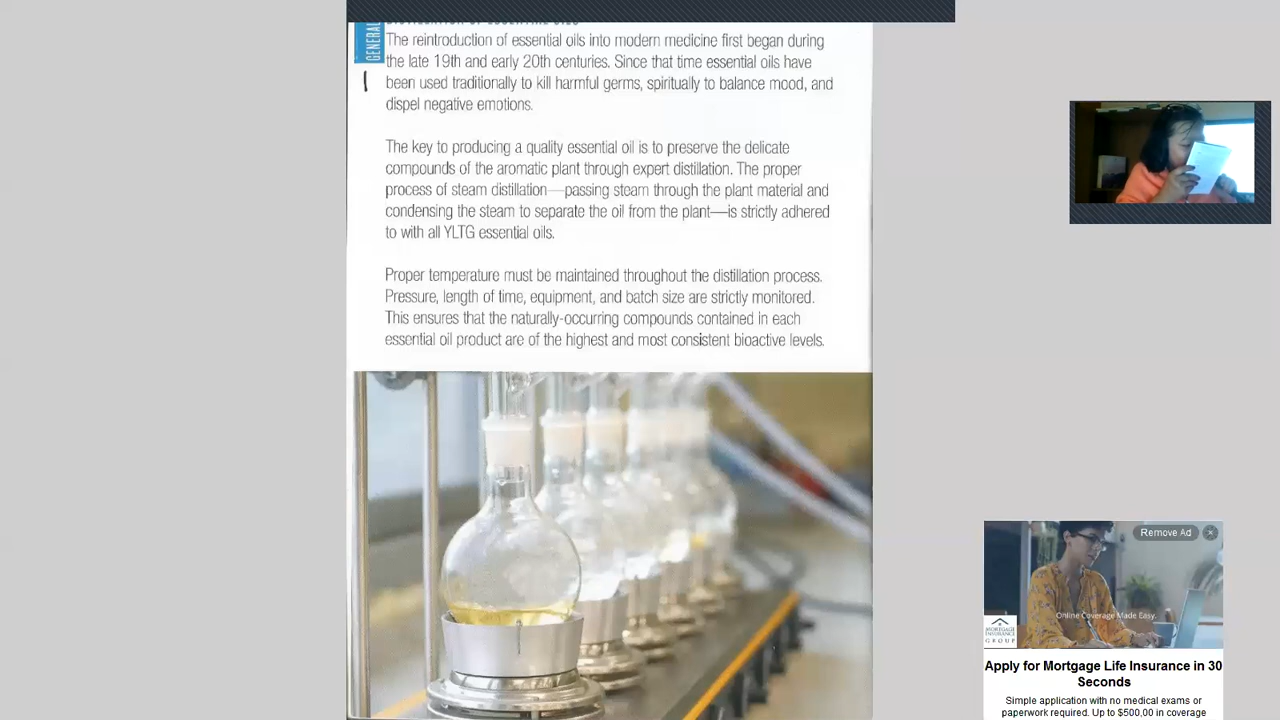 GENERAL
The reintroduction of essential oils into modern medicine first began during
the late 19th and early 20th centuries. Since that time essential oils have
been used traditionally to kill harmful germs, spiritually to balance mood, and
dispel negative emotions.
The key to producing a quality essential oil is to preserve the delicate
compounds of the aromatic plant through expert distillation. The proper
process of steam distillation—passing steam through the plant material and
condensing the steam to separate the oil from the plant—is strictly adhered
to with all YLTG essential oils.
Proper temperature must be maintained throughout the distillation process.
Pressure, length of time, equipment, and batch size are strictly monitored.
This ensures that the naturally-occurring compounds contained in each
essential oil product are of the highest and most consistent bioactive levels.
Remove Ad
Online Coverage Made Easy.
MORTGAGE
INSURANCE
GROUP
Apply for Mortgage Life Insurance in 30
Seconds
Simple application with no medical exams or
paperwork required. Up to $500,00 in coverage